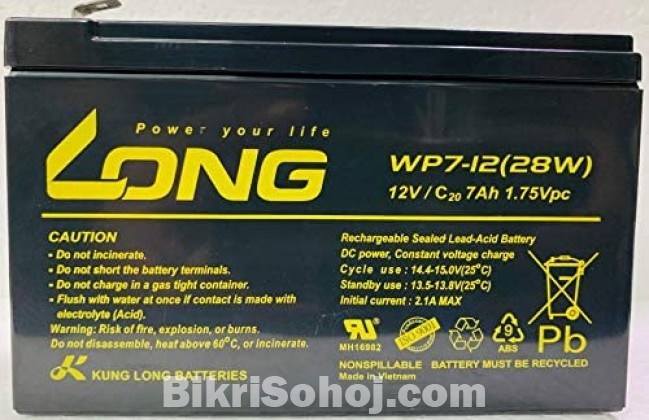 Power your life
LONG
WP7-12(28W)
12V / C20 7Ah 1.75Vpc
CAUTION
- Do not incinerate.
- Do not short the battery terminals.
- Do not charge in a gas tight container.
- Flush with water at once if contact is made with
electrolyte (Acid).
Warning: Risk of fire, explosion, or burns.
Do not disassemble, heat above 60°C, or incinerate.
KUNG LONG BATTERIES
Rechargeable Sealed Lead-Acid Battery
DC power, Constant voltage charge
Cycle use : 14.4-15.0V(25°C)
Standby use : 13.5-13.8V(25°C)
Initial current : 2.1A MAX
MH16982
ISO 9001
9
ABS
Pb
NONSPILLABLE BATTERY MUST BE RECYCLED
Made in Vietnam
BikriSohoj.com